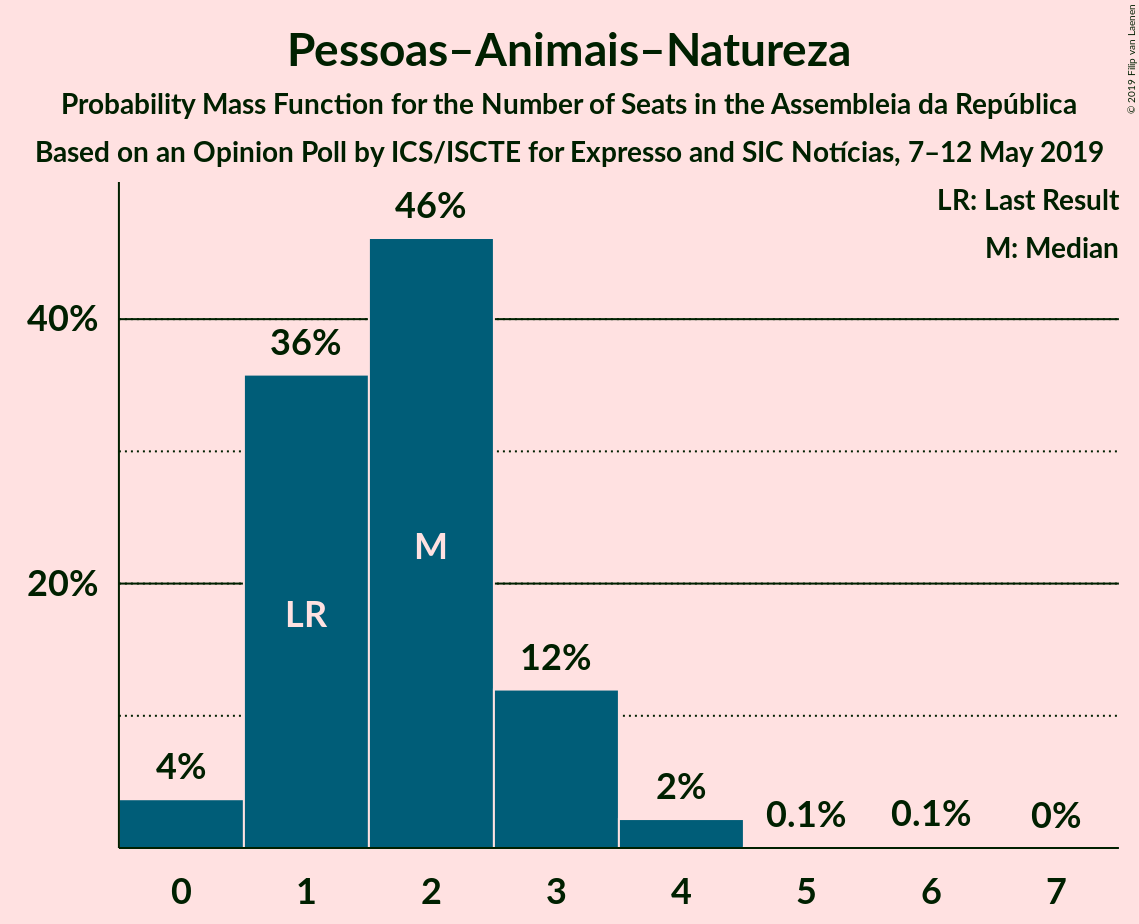 Pessoas–Animais–Natureza
Probability Mass Function for the Number of Seats in the Assembleia da República
Based on an Opinion Poll by ICS/ISCTE for Expresso and SIC Notícias, 7–12 May 2019
© 2019 Filip van Laenen
LR: Last Result
M: Median
46%
40%
36%
M
20%
LR
12%
4%
2%
0.1%
0.1%
0%
0 1 2 3 4 5 6 7